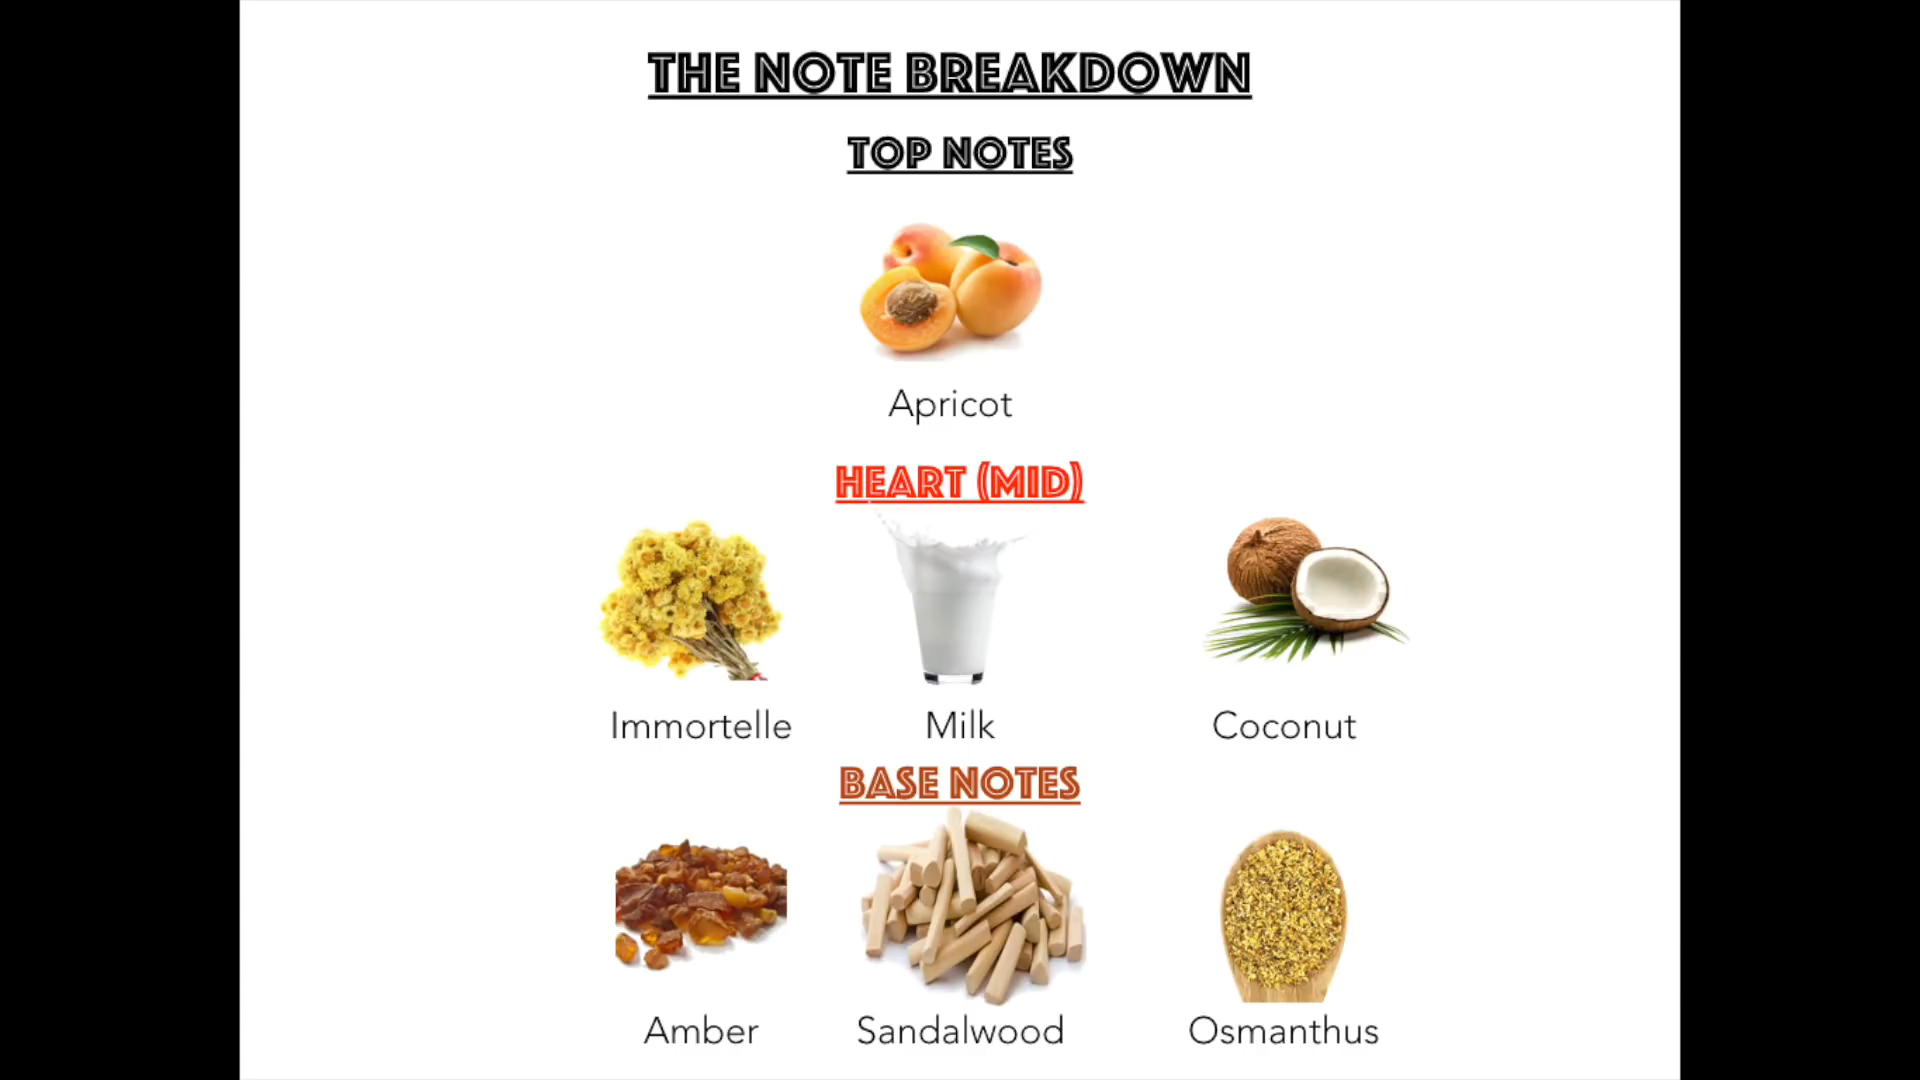 THE NOTE BREAKDOWN
TOP NOTES
Apricot
HEART (MID)
Immortelle Milk Coconut
BASE NOTES
Amber Sandalwood Osmanthus